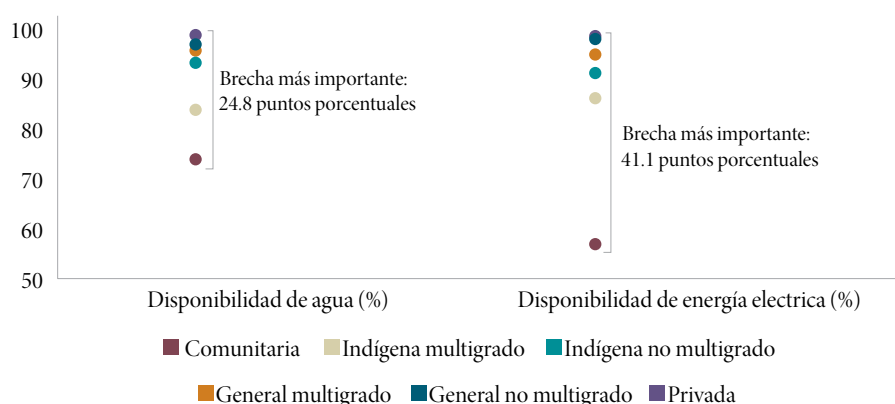 100
90
80
70
60
50
Brecha más importante:
24.8 puntos porcentuales
Brecha más importante:
41.1 puntos porcentuales
Disponibilidad de agua (%)
Disponibilidad de energía electrica (%)
Comunitaria
Indígena multigrado
Indígena no multigrado
General multigrado
General no multigrado
Privada